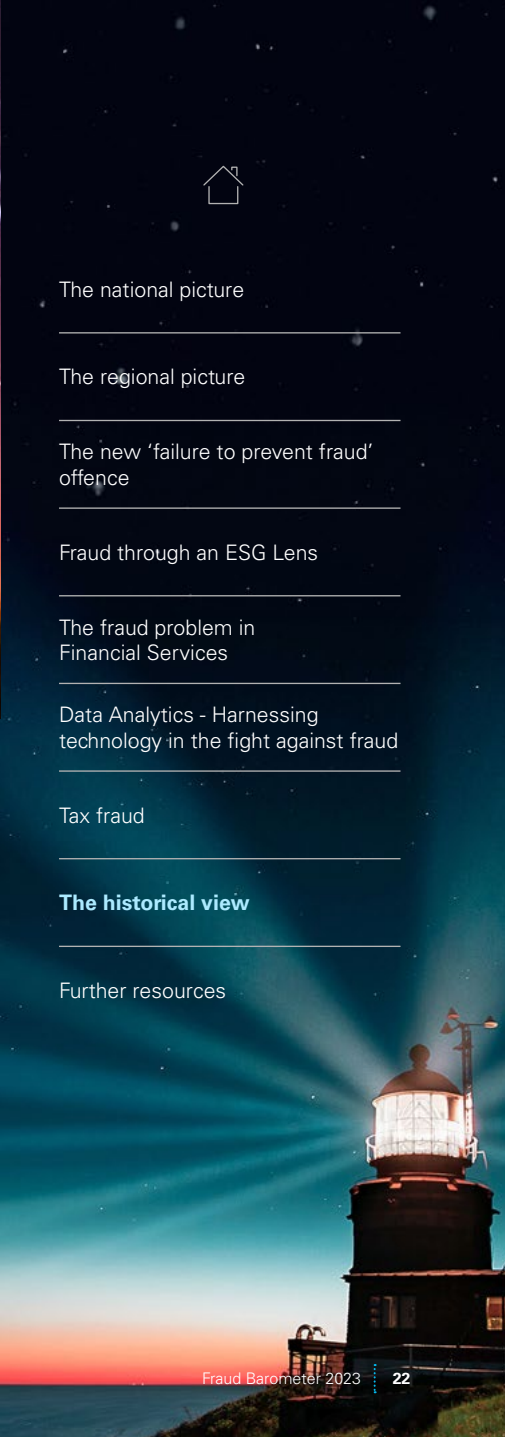 The national picture
The regional picture
The new ‘failure to prevent fraud’
offence
Fraud through an ESG Lens
The fraud problem in
Financial Services
Data Analytics - Harnessing
technology in the fight against fraud
Tax fraud
The historical view
Further resources
Fraud Barometer 2023 22